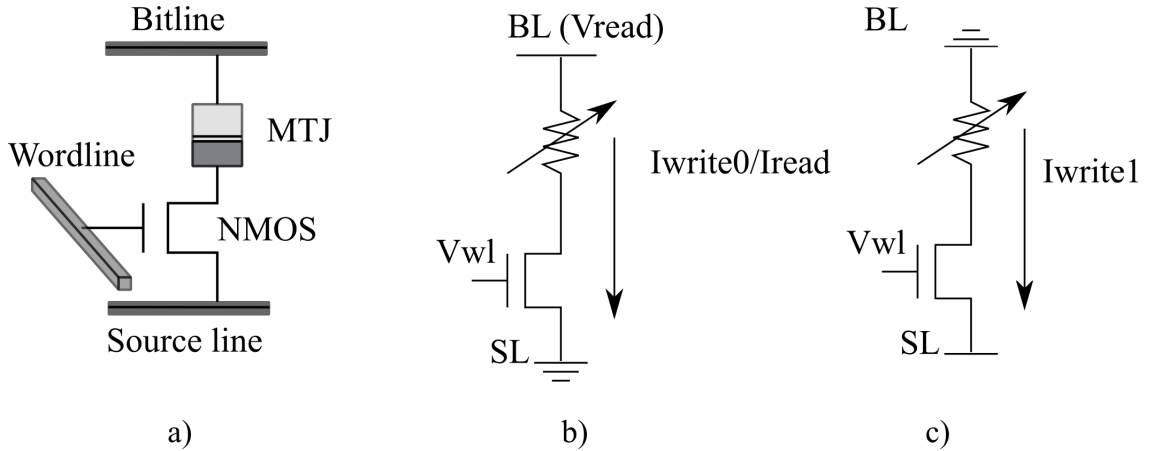 Bitline
MTJ
Wordline
NMOS
Source line
a)
BL (Vread)
Iwrite0/Iread
Vwl
SL
b)
BL
Iwrite1
Vwl
SL
c)